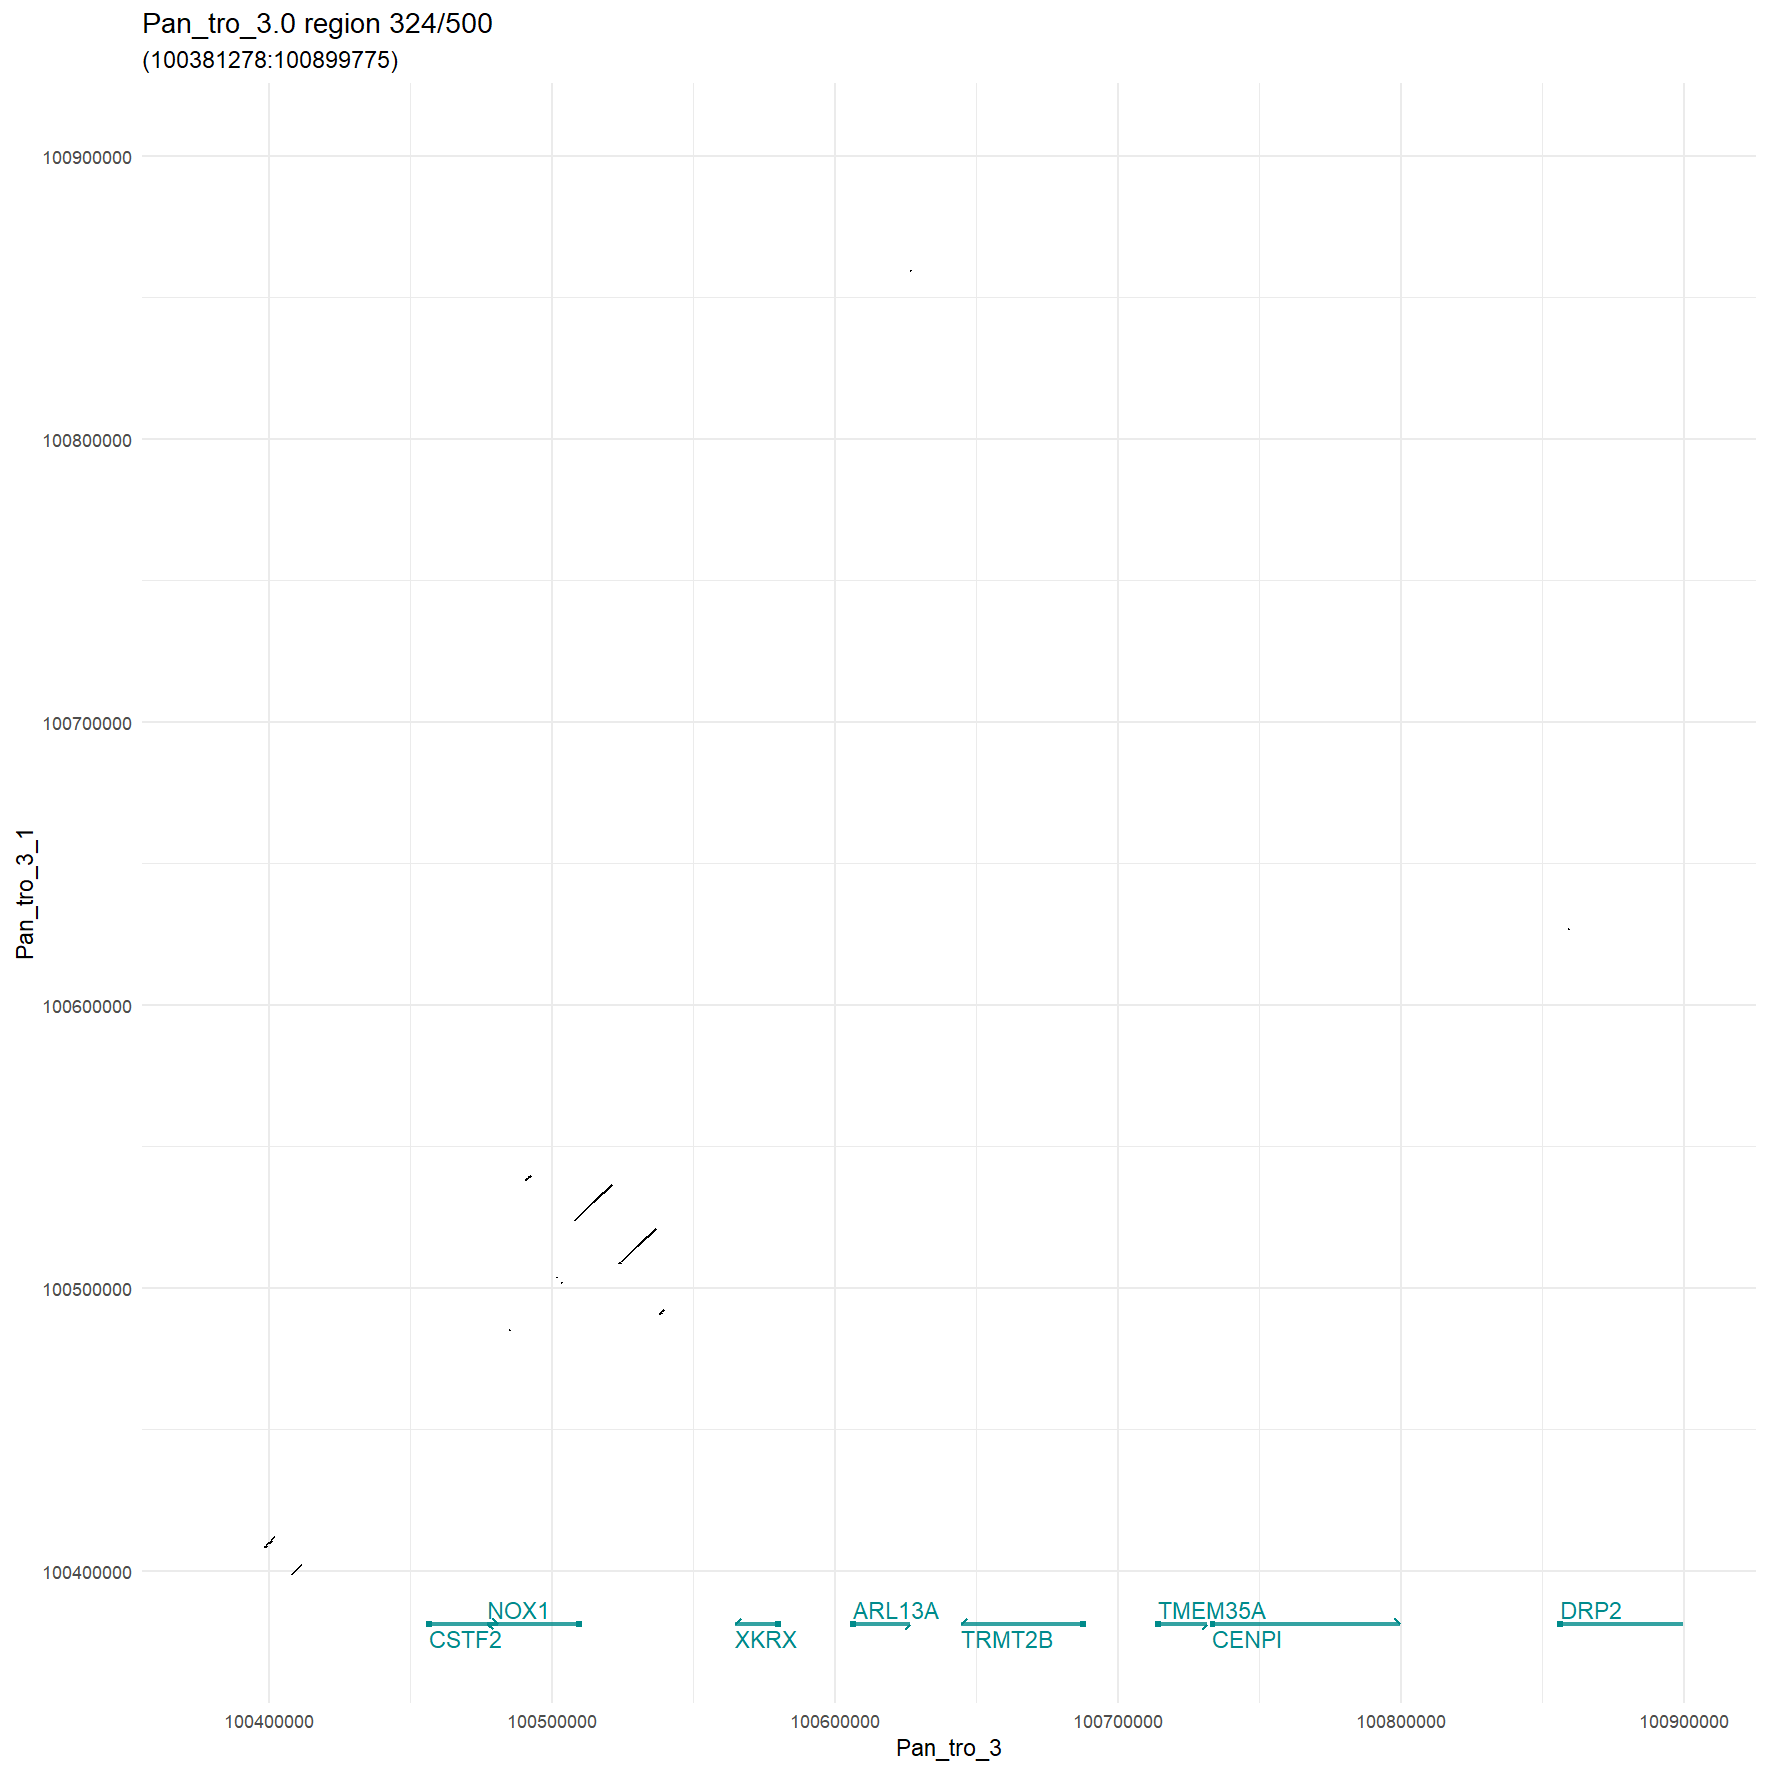 Pan_tro_3.0 region 324/500
(100381278:100899775)
100900000
100800000
100700000
100600000
100500000
100400000
Pan_tro_3_1
NOX1 ARL13A TMEM35A DRP2
CSTF2 XKRX TRMT2B CENPI
100400000 100500000 100600000 100700000 100800000 100900000
Pan_tro_3